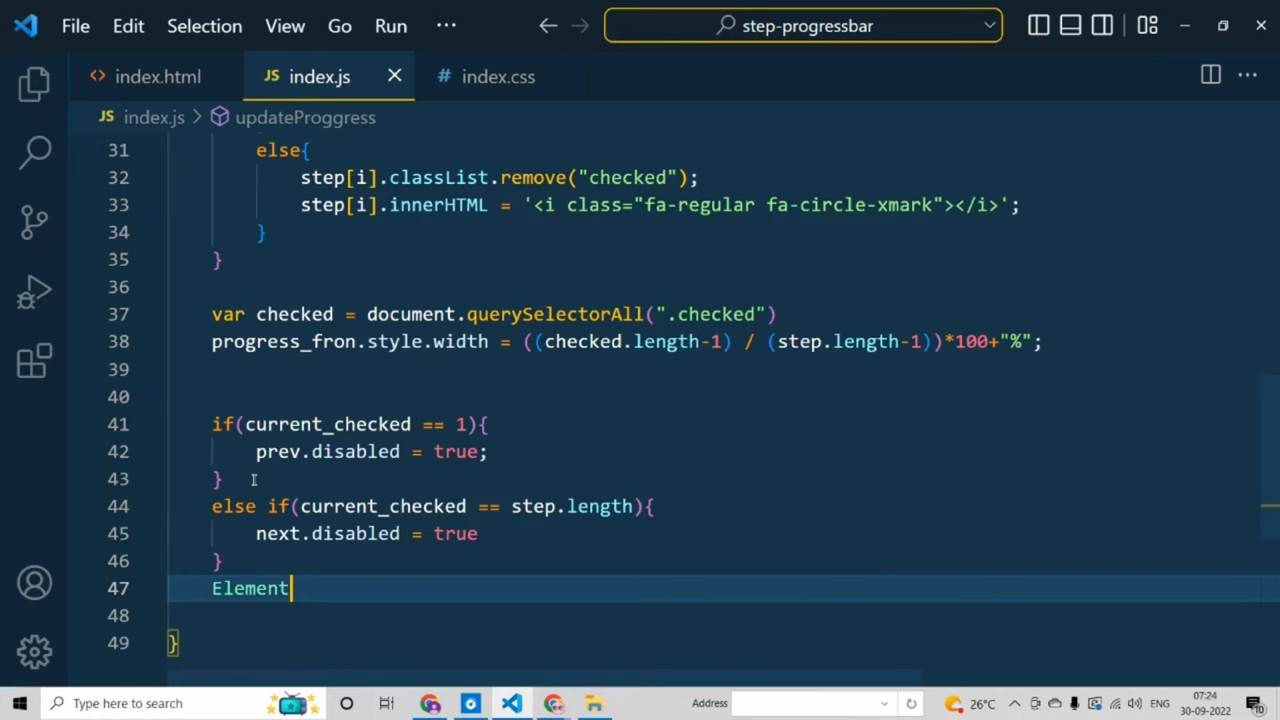 File Edit Selection View Go Run ··· step-progressbar
index.html JS index.js # index.css
JS index.js > updateProggress
31 else{
32 step[i].classList.remove("checked");
33 step[i].innerHTML = '<i class="fa-regular fa-circle-xmark"></i>';
34 }
35 }
36
37 var checked = document.querySelectorAll(".checked")
38 progress_fron.style.width = ((checked.length-1) / (step.length-1))*100+"%";
39
40
41 if(current_checked == 1){
42 prev.disabled = true;
43 }
44 else if(current_checked == step.length){
45 next.disabled = true
46 }
47 Element
48
49 }
Type here to search Address 26°C ENG 07:24
30-09-2022 10